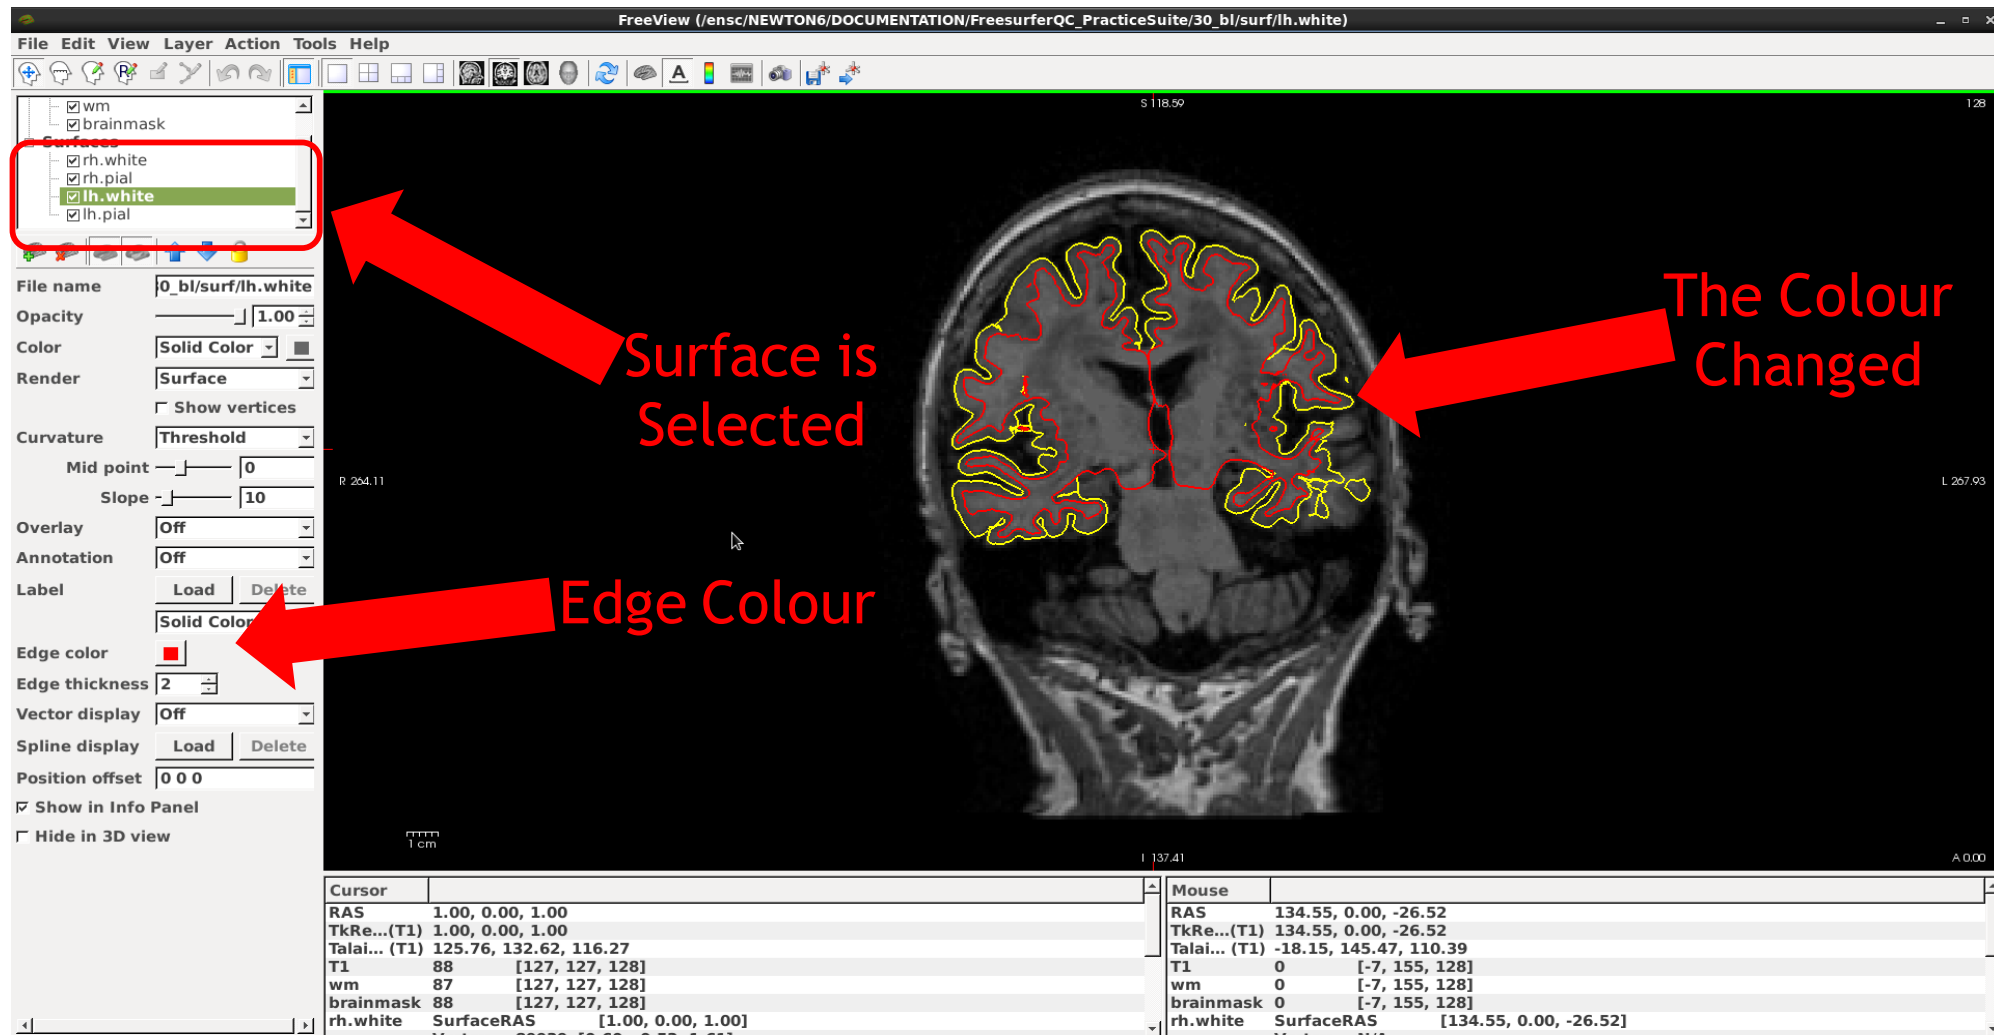 FreeView (/ensc/NEWTON6/DOCUMENTATION/FreesurferQC_PracticeSuite/30_bl/surf/lh.white)
File Edit View Layer Action Tools Help
wm
brainmask
Surfaces
rh.white
rh.pial
lh.white
lh.pial
File name 30_bl/surf/lh.white
Opacity 1.00
Color Solid Color
Render Surface
Show vertices
Curvature Threshold
Mid point 0
Slope 10
Overlay Off
Annotation Off
Label Load Delete
Solid Color
Edge color
Edge thickness 2
Vector display Off
Spline display Load Delete
Position offset 0 0 0
Show in Info Panel
Hide in 3D view
S 118.59
128
R 264.11
L 267.93
1 cm
I 137.41
A 0.00
Surface is
Selected
The Colour
Changed
Edge Colour
Cursor
RAS 1.00, 0.00, 1.00
TkRe...(T1) 1.00, 0.00, 1.00
Talai... (T1) 125.76, 132.62, 116.27
T1 88 [127, 127, 128]
wm 87 [127, 127, 128]
brainmask 88 [127, 127, 128]
rh.white SurfaceRAS [1.00, 0.00, 1.00]
Mouse
RAS 134.55, 0.00, -26.52
TkRe...(T1) 134.55, 0.00, -26.52
Talai... (T1) -18.15, 145.47, 110.39
T1 0 [-7, 155, 128]
wm 0 [-7, 155, 128]
brainmask 0 [-7, 155, 128]
rh.white SurfaceRAS [134.55, 0.00, -26.52]